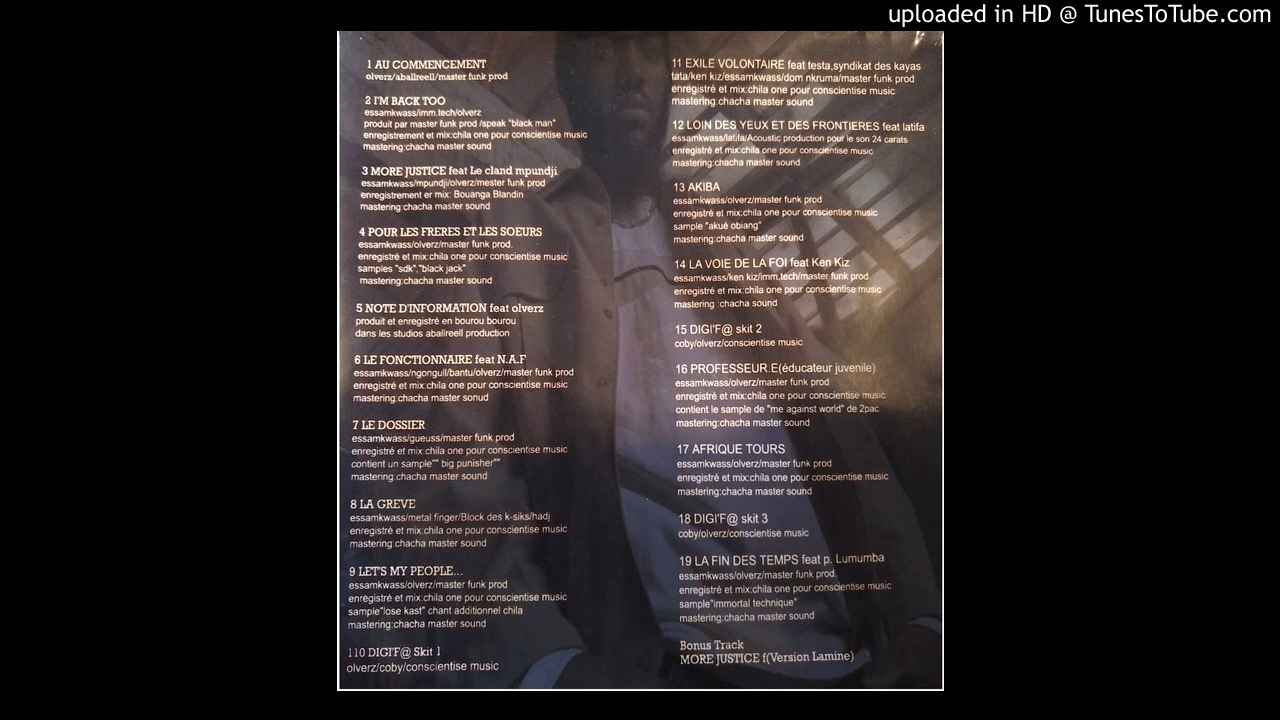 uploaded in HD @ TunesToTube.com
1 AU COMMENCEMENT
olverz/aballreell/master funk prod
2 I'M BACK TOO
essamkwass/imm.tech/olverz
produit par master funk prod /speak "black man"
enregistrement et mix:chila one pour conscientise music
mastering:chacha master sound
3 MORE JUSTICE feat Le cland mpundji
essamkwass/mpundji/olverz/mester funk prod
enregistrement er mix: Bouanga Blandin
mastering:chacha master sound
4 POUR LES FRERES ET LES SOEURS
essamkwass/olverz/master funk prod.
enregistré et mix:chila one pour conscientise music
samples "sdk","black jack"
mastering:chacha master sound
5 NOTE D'INFORMATION feat olverz
produit et enregistré en bourou bourou
dans les studios aballreell production
6 LE FONCTIONNAIRE feat N.A.F
essamkwass/ngongull/bantu/olverz/master funk prod
enregistré et mix:chila one pour conscientise music
mastering:chacha master sonud
7 LE DOSSIER
essamkwass/gueuss/master funk prod
enregistré et mix:chila one pour conscientise music
contient un sample"" big punisher""
mastering:chacha master sound
8 LA GREVE
essamkwass/metal finger/Block des k-siks/hadj
enregistré et mix:chila one pour conscientise music
mastering:chacha master sound
9 LET'S MY PEOPLE...
essamkwass/olverz/master funk prod
enregistré et mix:chila one pour conscientise music
sample"lose kast" chant additionnel chila
mastering:chacha master sound
110 DIGI'F@ Skit 1
olverz/coby/conscientise music
11 EXILE VOLONTAIRE feat testa,syndikat des kayas
tata/ken kiz/essamkwass/dom nkruma/master funk prod
enregistré et mix:chila one pour conscientise music
mastering:chacha master sound
12 LOIN DES YEUX ET DES FRONTIERES feat latifa
essamkwass/latifa/Acoustic production pour le son 24 carats
enregistré et mix:chila one pour conscientise music
mastering:chacha master sound
13 AKIBA
essamkwass/olverz/master funk prod
enregistré et mix:chila one pour conscientise music
sample "akué obiang"
mastering:chacha master sound
14 LA VOIE DE LA FOI feat Ken Kiz
essamkwass/ken kiz/imm.tech/master funk prod
enregistré et mix:chila one pour conscientise music
mastering :chacha sound
15 DIGI'F@ skit 2
coby/olverz/conscientise music
16 PROFESSEUR E(éducateur juvenile)
essamkwass/olverz/master funk prod
enregistré et mix:chila one pour conscientise music
contient le sample de "me against world" de 2pac
mastering:chacha master sound
17 AFRIQUE TOURS
essamkwass/olverz/master funk prod
enregistré et mix:chila one pour conscientise music
mastering:chacha master sound
18 DIGI'F@ skit 3
coby/olverz/conscientise music
19 LA FIN DES TEMPS feat p. Lumumba
essamkwass/olverz/master funk prod.
enregistré et mix:chila one pour conscientise music
sample"immortal technique"
mastering:chacha master sound
Bonus Track
MORE JUSTICE f(Version Lamine)